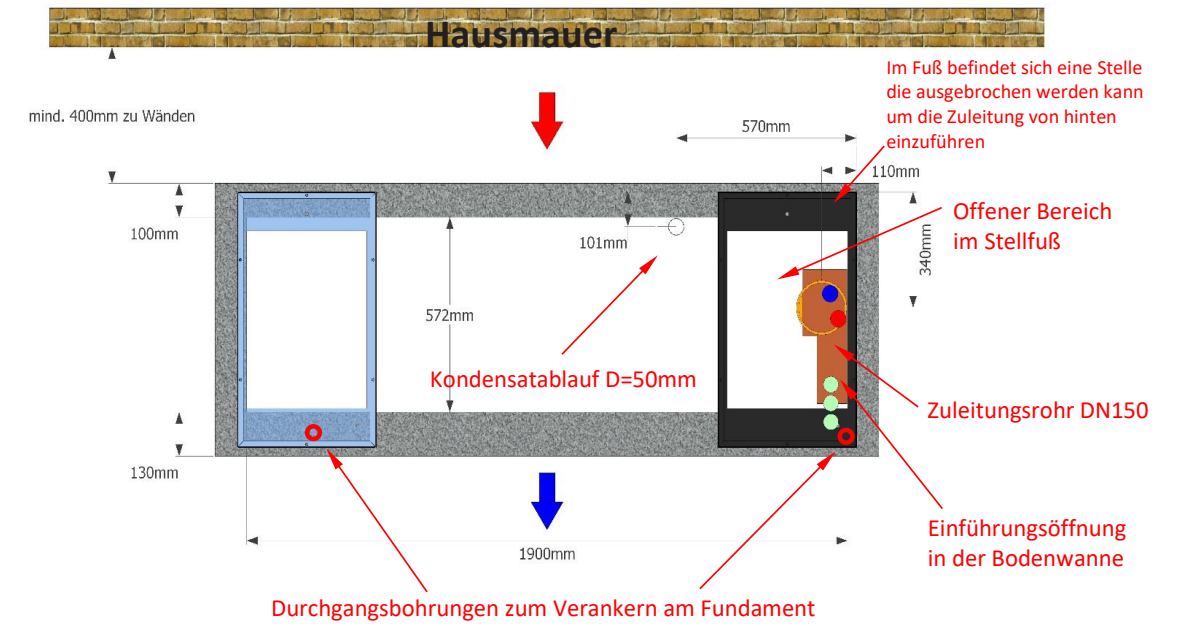 Hausmauer
Im Fuß befindet sich eine Stelle
die ausgebrochen werden kann
um die Zuleitung von hinten
einzuführen
mind. 400mm zu Wänden
570mm
110mm
Offener Bereich
im Stellfuß
100mm
101mm
340mm
572mm
Kondensatablauf D=50mm
Zuleitungsrohr DN150
130mm
Einführungsöffnung
in der Bodenwanne
1900mm
Durchgangsbohrungen zum Verankern am Fundament